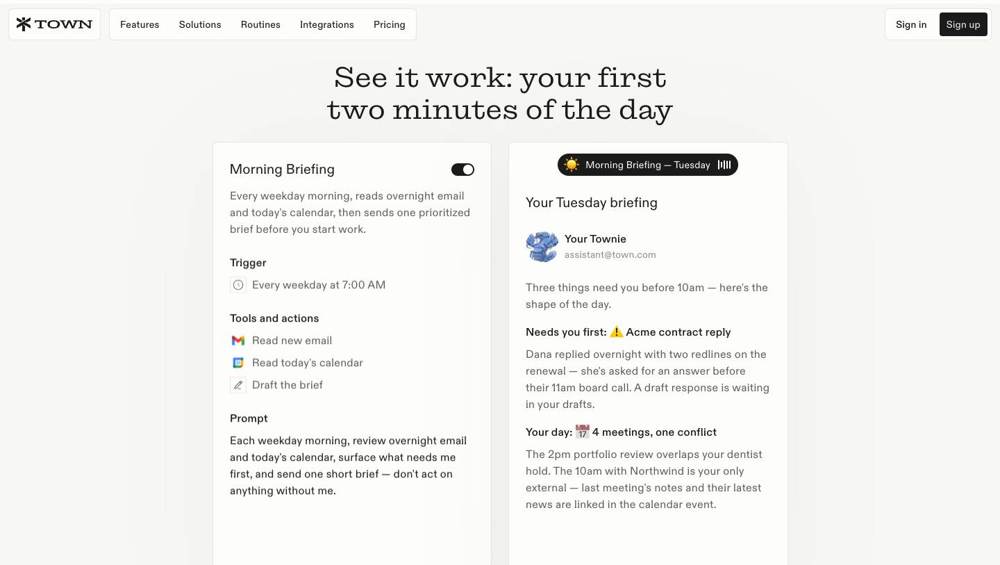 TOWN
Features
Solutions
Routines
Integrations
Pricing
Sign in
Sign up
See it work: your first
two minutes of the day
Morning Briefing
Every weekday morning, reads overnight email
and today's calendar, then sends one prioritized
brief before you start work.
Trigger
Every weekday at 7:00 AM
Tools and actions
Read new email
Read today's calendar
Draft the brief
Prompt
Each weekday morning, review overnight email
and today's calendar, surface what needs me
first, and send one short brief — don't act on
anything without me.
Morning Briefing — Tuesday
Your Tuesday briefing
Your Townie
assistant@town.com
Three things need you before 10am — here's the
shape of the day.
Needs you first: ⚠️ Acme contract reply
Dana replied overnight with two redlines on the
renewal — she's asked for an answer before
their 11am board call. A draft response is waiting
in your drafts.
Your day: 📅 4 meetings, one conflict
The 2pm portfolio review overlaps your dentist
hold. The 10am with Northwind is your only
external — last meeting's notes and their latest
news are linked in the calendar event.